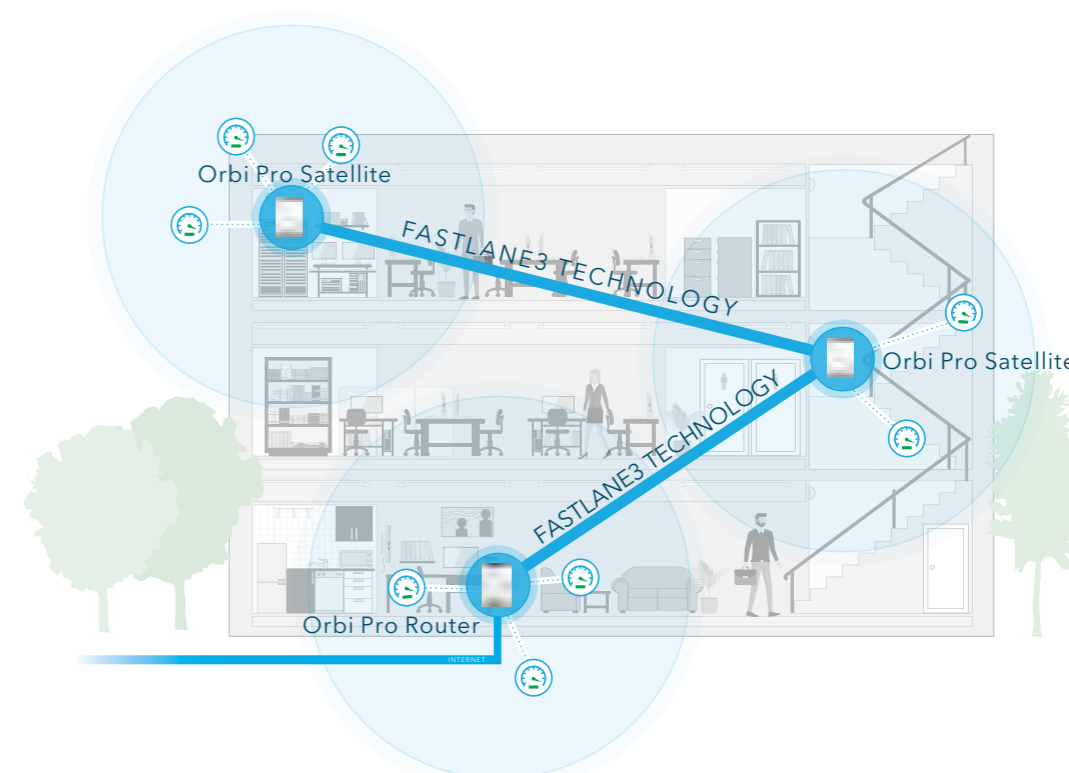 Orbi Pro Satellite
FASTLANE3 TECHNOLOGY
Orbi Pro Satellite
FASTLANE3 TECHNOLOGY
Orbi Pro Router
INTERNET